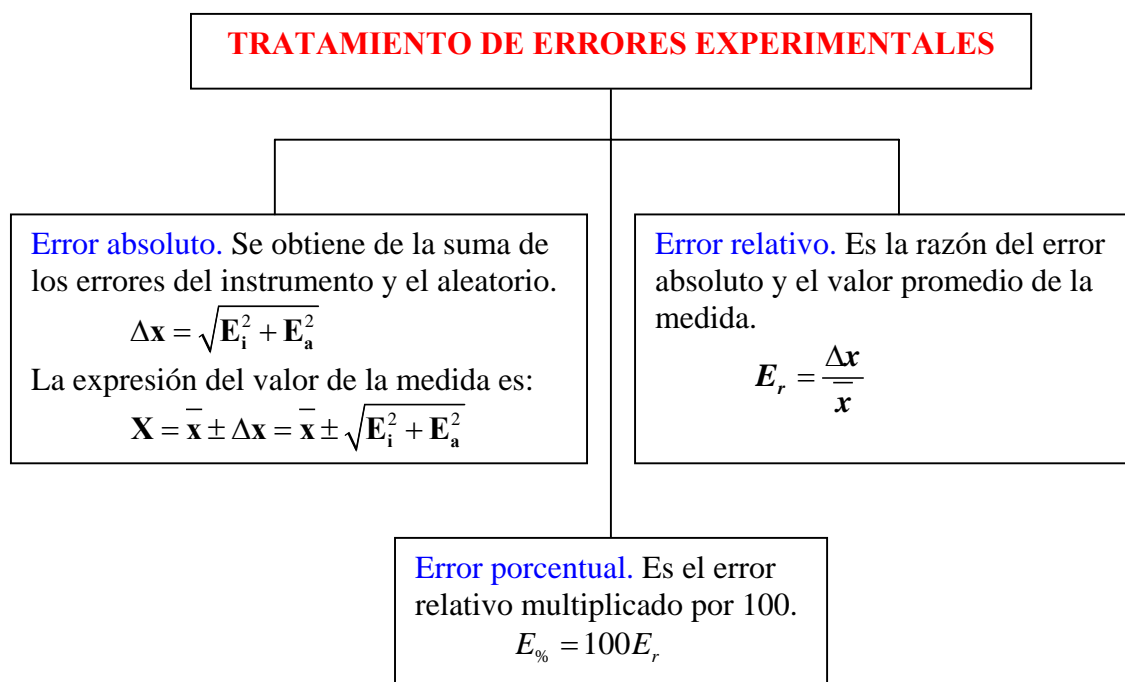 TRATAMIENTO DE ERRORES EXPERIMENTALES
Error absoluto. Se obtiene de la suma de
los errores del instrumento y el aleatorio.
Δx = √(E_i² + E_a²)
La expresión del valor de la medida es:
X = x̄ ± Δx = x̄ ± √(E_i² + E_a²)
Error relativo. Es la razón del error
absoluto y el valor promedio de la
medida.
E_r = Δx / x̄
Error porcentual. Es el error
relativo multiplicado por 100.
E_% = 100E_r